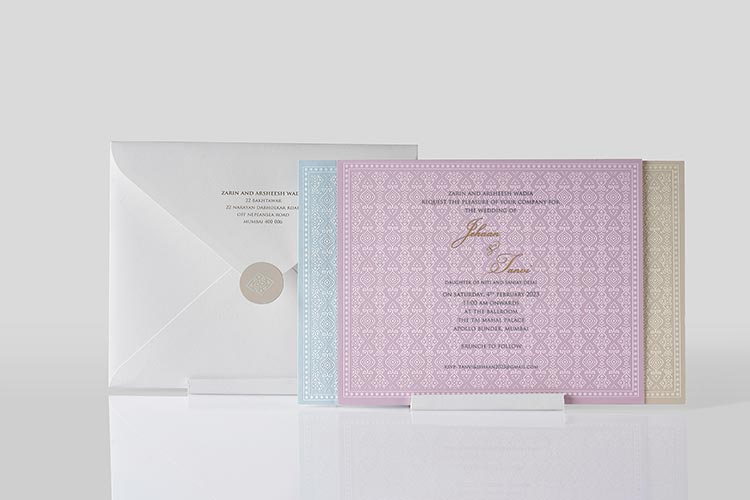 ZARIN AND ARSHEESH WADIA
22 BAKHTAWAR
22 NARAYAN DABHOLKAR ROAD
OFF NEPEANSEA ROAD
MUMBAI 400 006
ZARIN AND ARSHEESH WADIA
REQUEST THE PLEASURE OF YOUR COMPANY FOR
THE WEDDING OF
Jehaan
&
Tanvi
DAUGHTER OF NITI AND SANJAY DESAI
ON SATURDAY, 4TH FEBRUARY 2023
11:00 AM ONWARDS
AT THE BALLROOM
THE TAJ MAHAL PALACE
APOLLO BUNDER, MUMBAI
BRUNCH TO FOLLOW